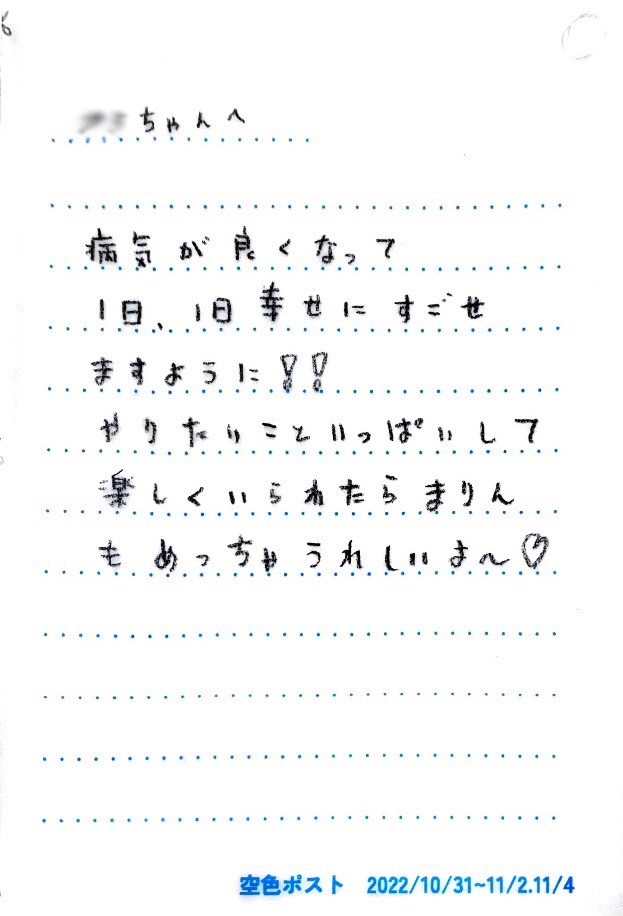 ちゃんへ
病気が良くなって
1日、1日幸せにすごせ
ますように!!
やりたいこといっぱいして
楽しくいられたらまりん
もめっちゃうれしいよ〜♡
空色ポスト 2022/10/31~11/2.11/4